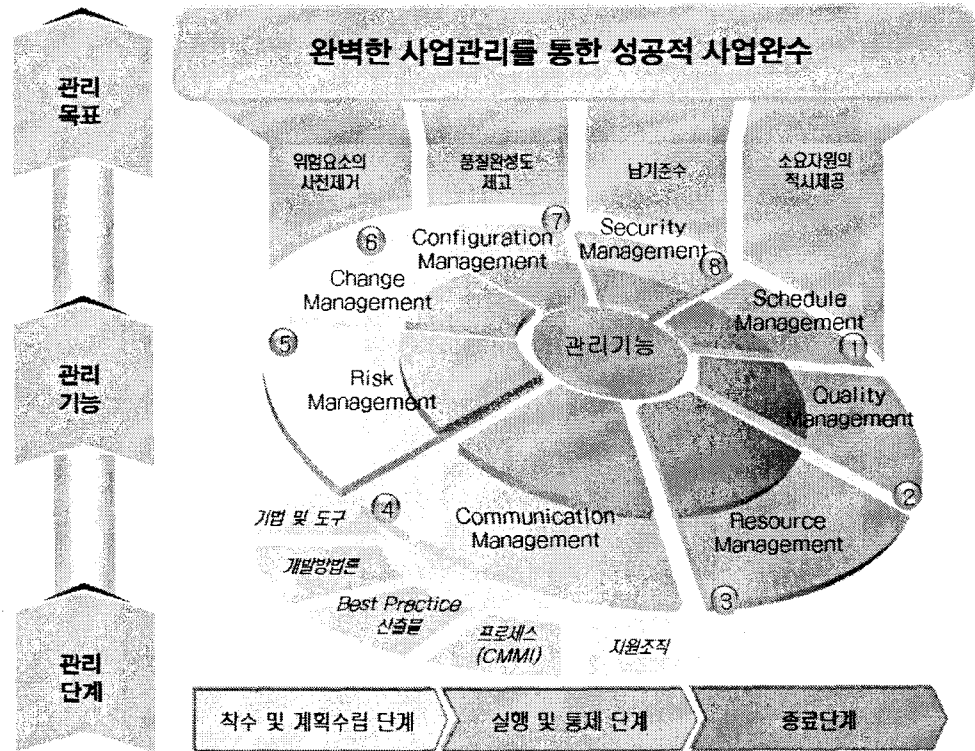 완벽한 사업관리를 통한 성공적 사업완수
관리
목표
위험요소의
사전제거
품질완성도
제고
납기준수
소요자원의
적시제공
⑦
Security
Management
⑥
Configuration
Management
⑧
Change
Management
Schedule
Management
①
⑤
관리기능
관리
기능
Risk
Management
Quality
Management
②
기법 및 도구
④
Communication
Management
Resource
Management
개발방법론
Best Practice
산출물
③
프로세스
(CMMI)
지원조직
관리
단계
착수 및 계획수립 단계
실행 및 통제 단계
종료단계